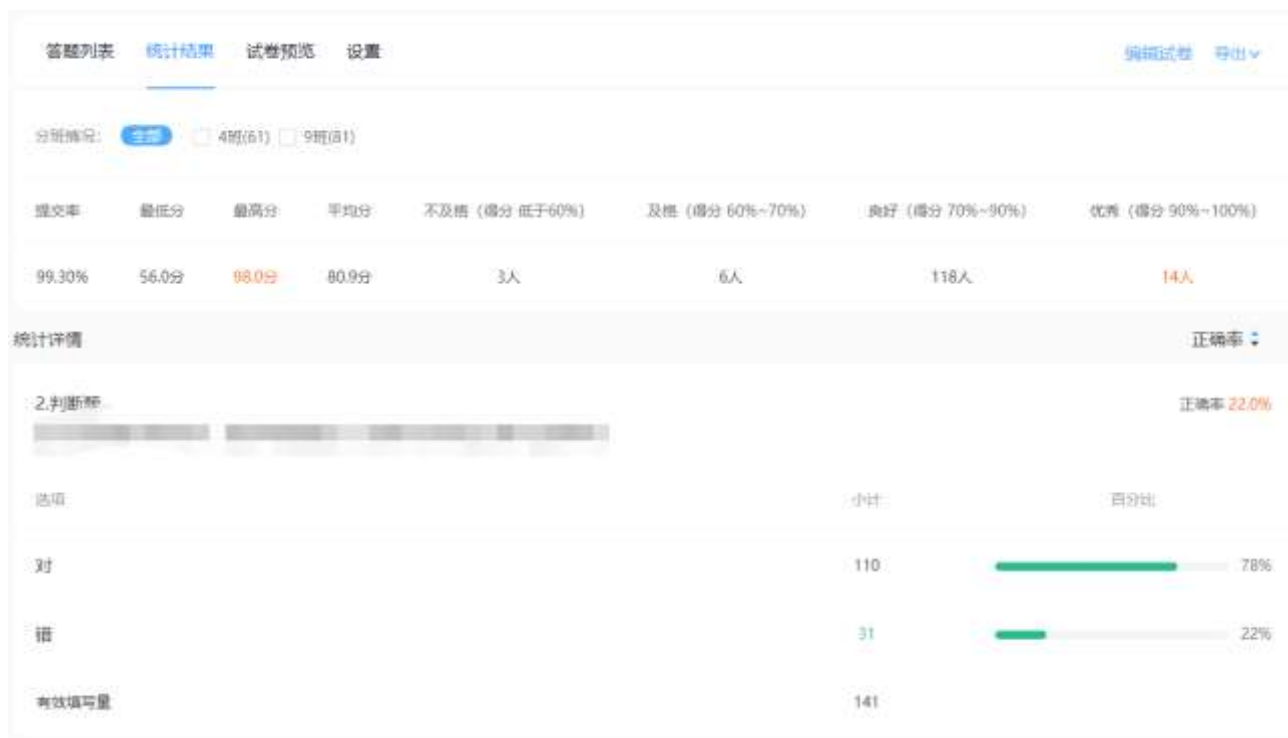 答题列表 统计结果 试卷预览 设置 编辑试卷 导出
分班情况: 全部 4班(61) 9班(81)
提交率 最低分 最高分 平均分 不及格（得分 低于60%） 及格（得分 60%~70%） 良好（得分 70%~90%） 优秀（得分 90%~100%）
99.30% 56.0分 98.0分 80.9分 3人 6人 118人 14人
统计详情 正确率
2.判断题 正确率 22.0%
选项 小计 百分比
对 110 78%
错 31 22%
有效填写量 141